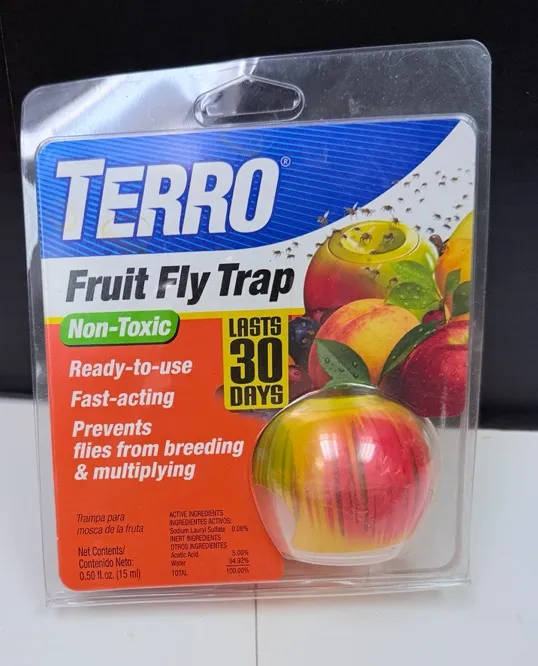 TERRO®
Fruit Fly Trap
Non-Toxic
LASTS
30
DAYS
Ready-to-use
Fast-acting
Prevents
flies from breeding
& multiplying
Trampa para
mosca de la fruta
Net Contents/
Contenido Neto:
0.50 fl. oz. (15 ml)
ACTIVE INGREDIENTS
INGREDIENTES ACTIVOS:
Sodium Lauryl Sulfate 0.08%
INERT INGREDIENTS
OTROS INGREDIENTES
Acetic Acid 5.00%
Water 94.92%
TOTAL 100.00%